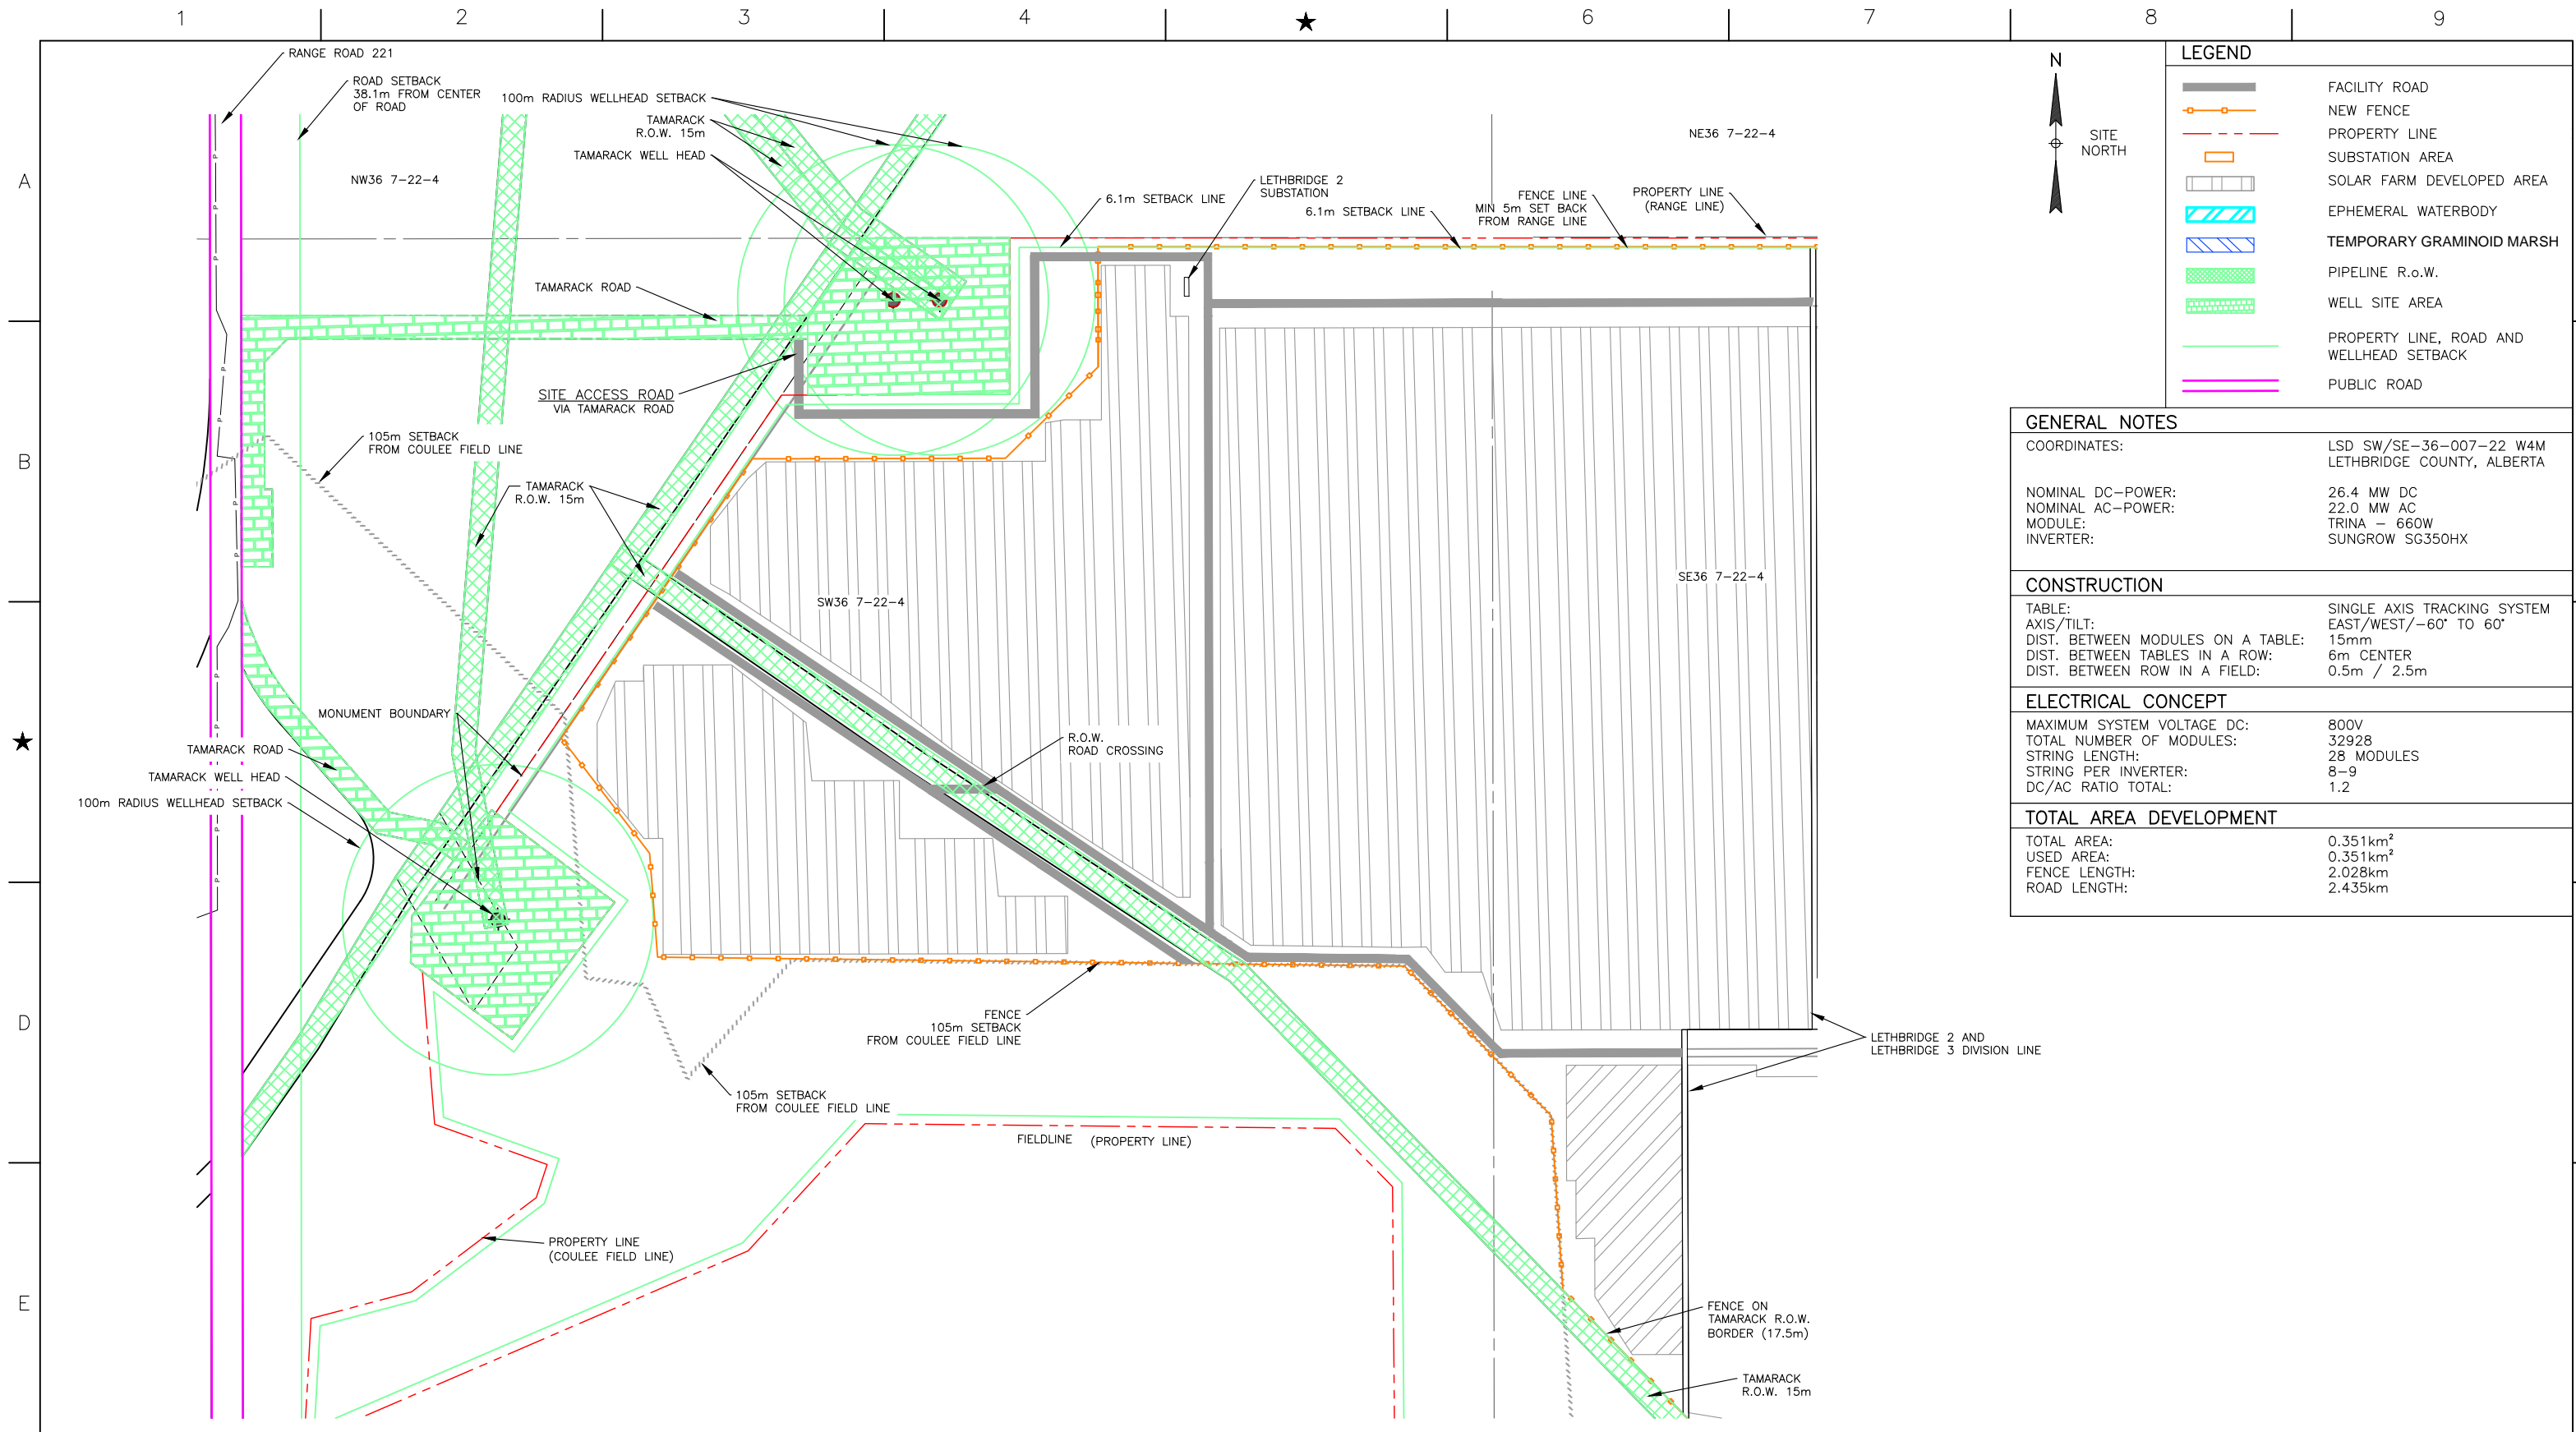 1 2 3 4 ★ 6 7 8 9
A
B
★
D
E
RANGE ROAD 221
ROAD SETBACK
38.1m FROM CENTER
OF ROAD
100m RADIUS WELLHEAD SETBACK
TAMARACK
R.O.W. 15m
TAMARACK WELL HEAD
NW36 7-22-4
NE36 7-22-4
LETHBRIDGE 2
SUBSTATION
6.1m SETBACK LINE
6.1m SETBACK LINE
FENCE LINE
MIN 5m SET BACK
FROM RANGE LINE
PROPERTY LINE
(RANGE LINE)
N
SITE
NORTH
TAMARACK ROAD
SITE ACCESS ROAD
VIA TAMARACK ROAD
105m SETBACK
FROM COULEE FIELD LINE
TAMARACK
R.O.W. 15m
SW36 7-22-4
SE36 7-22-4
MONUMENT BOUNDARY
TAMARACK ROAD
TAMARACK WELL HEAD
100m RADIUS WELLHEAD SETBACK
R.O.W.
ROAD CROSSING
FENCE
105m SETBACK
FROM COULEE FIELD LINE
105m SETBACK
FROM COULEE FIELD LINE
LETHBRIDGE 2 AND
LETHBRIDGE 3 DIVISION LINE
FIELDLINE (PROPERTY LINE)
PROPERTY LINE
(COULEE FIELD LINE)
FENCE ON
TAMARACK R.O.W.
BORDER (17.5m)
TAMARACK
R.O.W. 15m
P
P
P
P
P
P
P
P
P
LEGEND
FACILITY ROAD
NEW FENCE
PROPERTY LINE
SUBSTATION AREA
SOLAR FARM DEVELOPED AREA
EPHEMERAL WATERBODY
TEMPORARY GRAMINOID MARSH
PIPELINE R.o.W.
WELL SITE AREA
PROPERTY LINE, ROAD AND
WELLHEAD SETBACK
PUBLIC ROAD
GENERAL NOTES
COORDINATES: LSD SW/SE-36-007-22 W4M
LETHBRIDGE COUNTY, ALBERTA
NOMINAL DC-POWER: 26.4 MW DC
NOMINAL AC-POWER: 22.0 MW AC
MODULE: TRINA - 660W
INVERTER: SUNGROW SG350HX
CONSTRUCTION
TABLE: SINGLE AXIS TRACKING SYSTEM
AXIS/TILT: EAST/WEST/-60° TO 60°
DIST. BETWEEN MODULES ON A TABLE: 15mm
DIST. BETWEEN TABLES IN A ROW: 6m CENTER
DIST. BETWEEN ROW IN A FIELD: 0.5m / 2.5m
ELECTRICAL CONCEPT
MAXIMUM SYSTEM VOLTAGE DC: 800V
TOTAL NUMBER OF MODULES: 32928
STRING LENGTH: 28 MODULES
STRING PER INVERTER: 8-9
DC/AC RATIO TOTAL: 1.2
TOTAL AREA DEVELOPMENT
TOTAL AREA: 0.351km²
USED AREA: 0.351km²
FENCE LENGTH: 2.028km
ROAD LENGTH: 2.435km